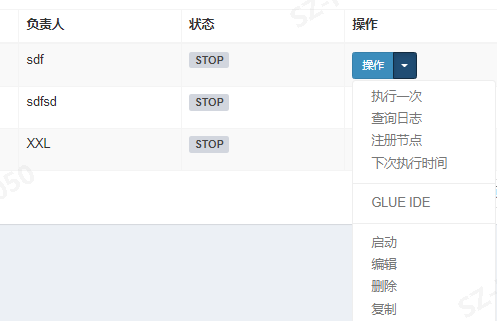 负责人 状态 操作
sdf STOP 操作
sdfsd STOP
XXL STOP
执行一次
查询日志
注册节点
下次执行时间
GLUE IDE
启动
编辑
删除
复制
050